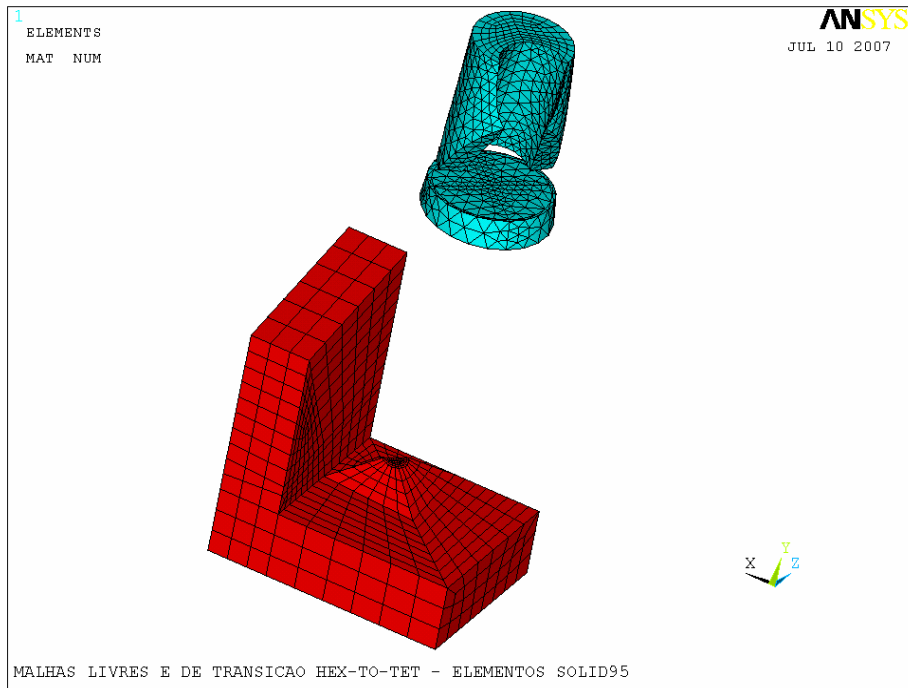 1
ELEMENTS
MAT NUM
ANSYS
JUL 10 2007
X
Y
Z
MALHAS LIVRES E DE TRANSICAO HEX-TO-TET - ELEMENTOS SOLID95